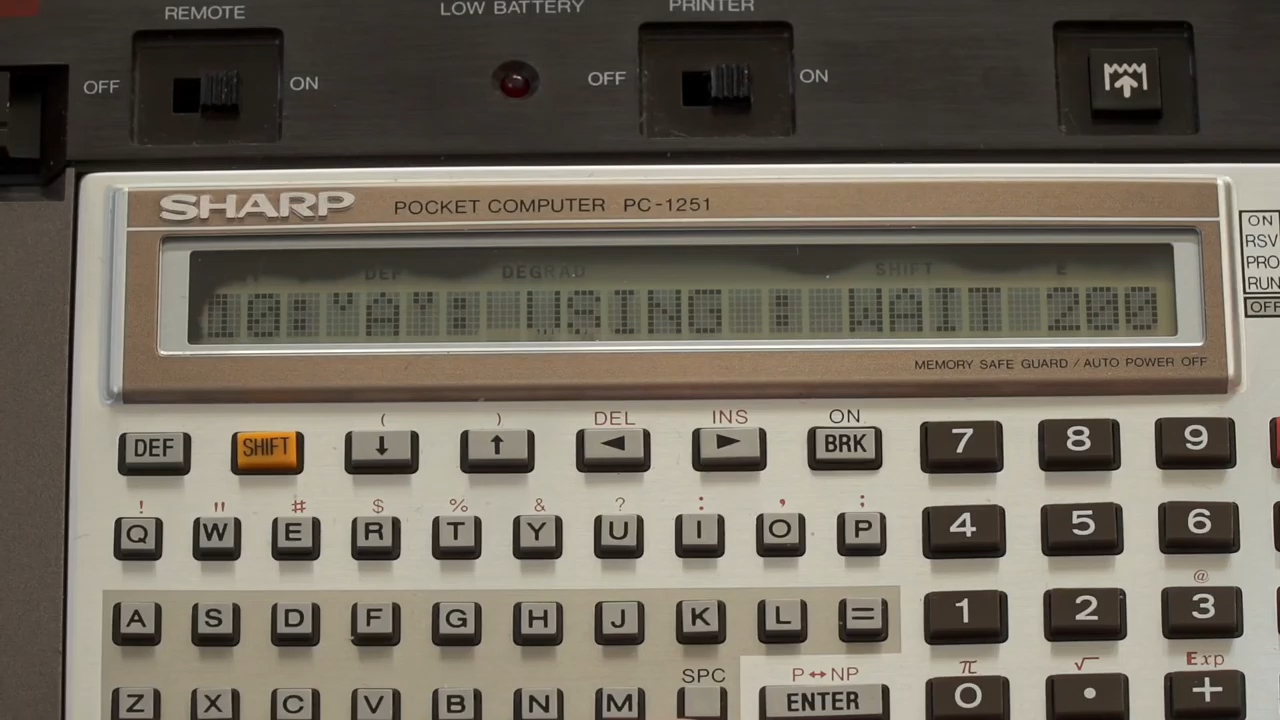 REMOTE LOW BATTERY PRINTER
OFF ON OFF ON
SHARP POCKET COMPUTER PC-1251
DEF DEGRAD SHIFT E
10:"A": USING :WAIT 200
MEMORY SAFE GUARD / AUTO POWER OFF
ON
RSV
PRO
RUN
OFF
( ) DEL INS ON
DEF SHIFT ↓ ↑ ◄ ► BRK 7 8 9
! " # $ % & ? : , ;
Q W E R T Y U I O P 4 5 6
@
A S D F G H J K L = 1 2 3
SPC P↔NP π √ Exp
Z X C V B N M ENTER 0 • +